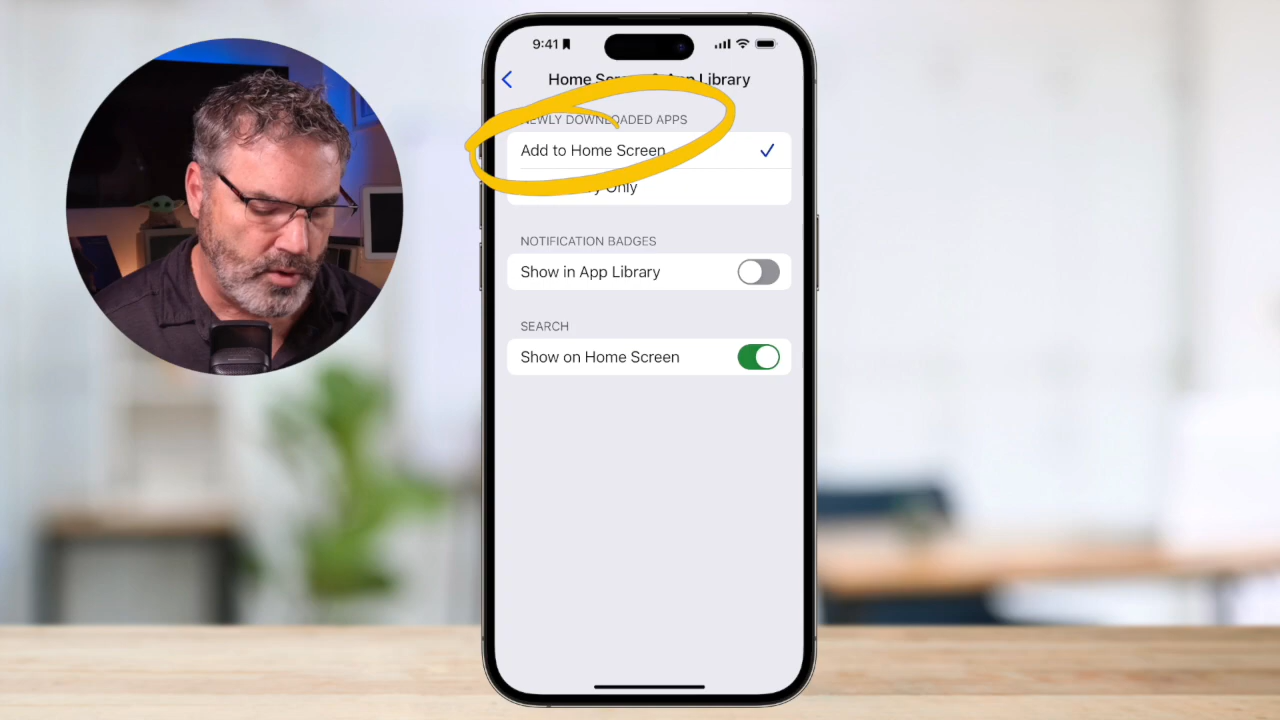 9:41
Home Screen & App Library
NEWLY DOWNLOADED APPS
Add to Home Screen
Only
NOTIFICATION BADGES
Show in App Library
SEARCH
Show on Home Screen